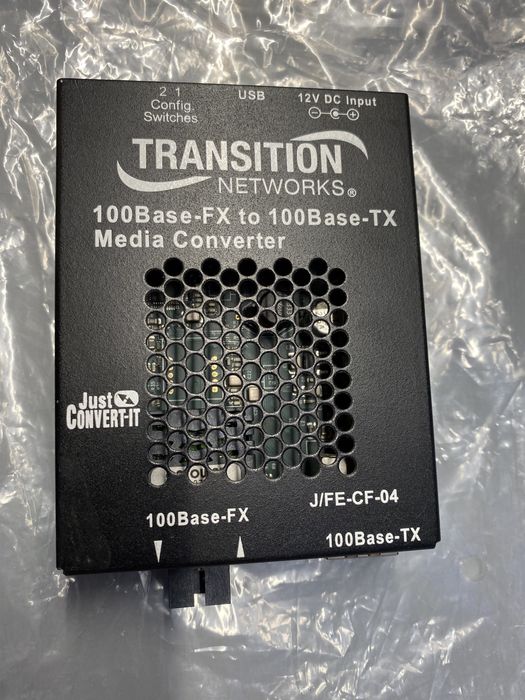 2 1 USB 12V DC Input
Config.
Switches
TRANSITION
NETWORKS®
100Base-FX to 100Base-TX
Media Converter
Just
CONVERT-IT
J/FE-CF-04
100Base-FX
100Base-TX